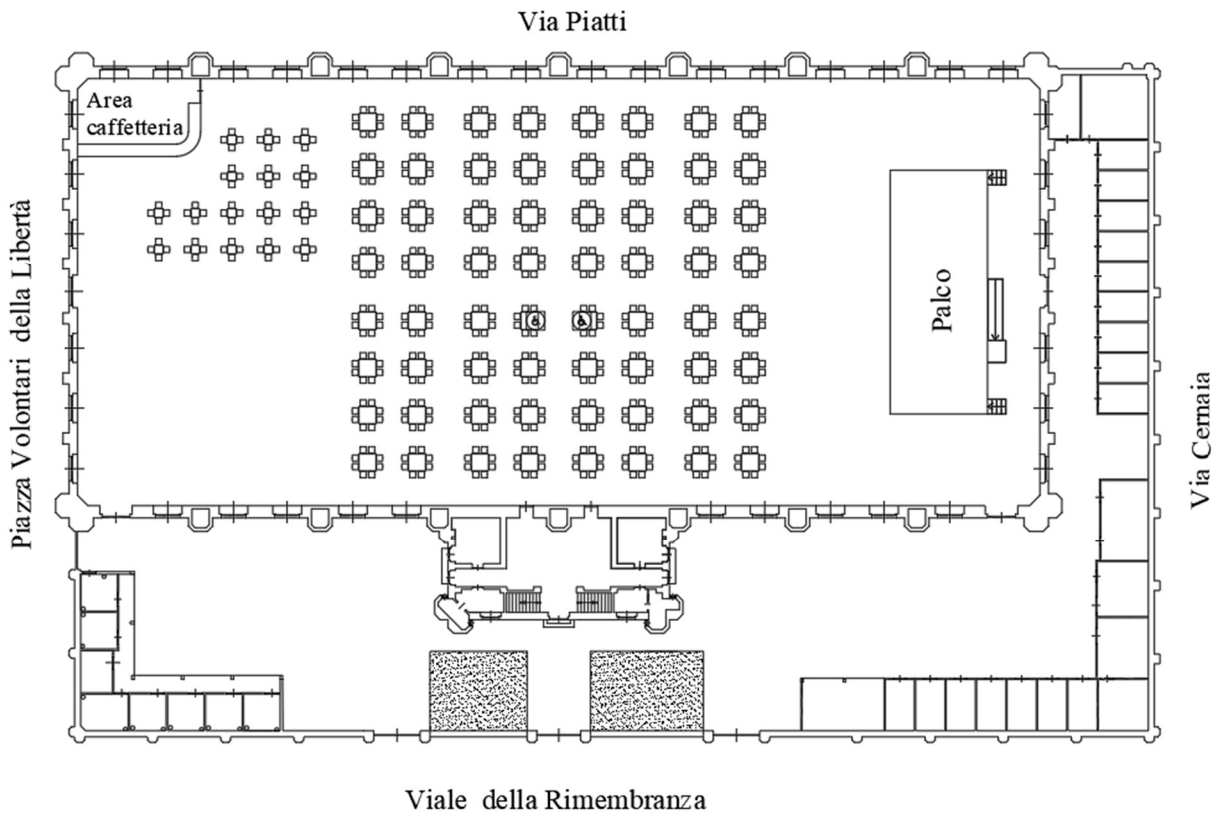 Via Piatti
Area
caffetteria
Piazza Volontari della Libertà
Palco
Via Cernaia
Viale della Rimembranza